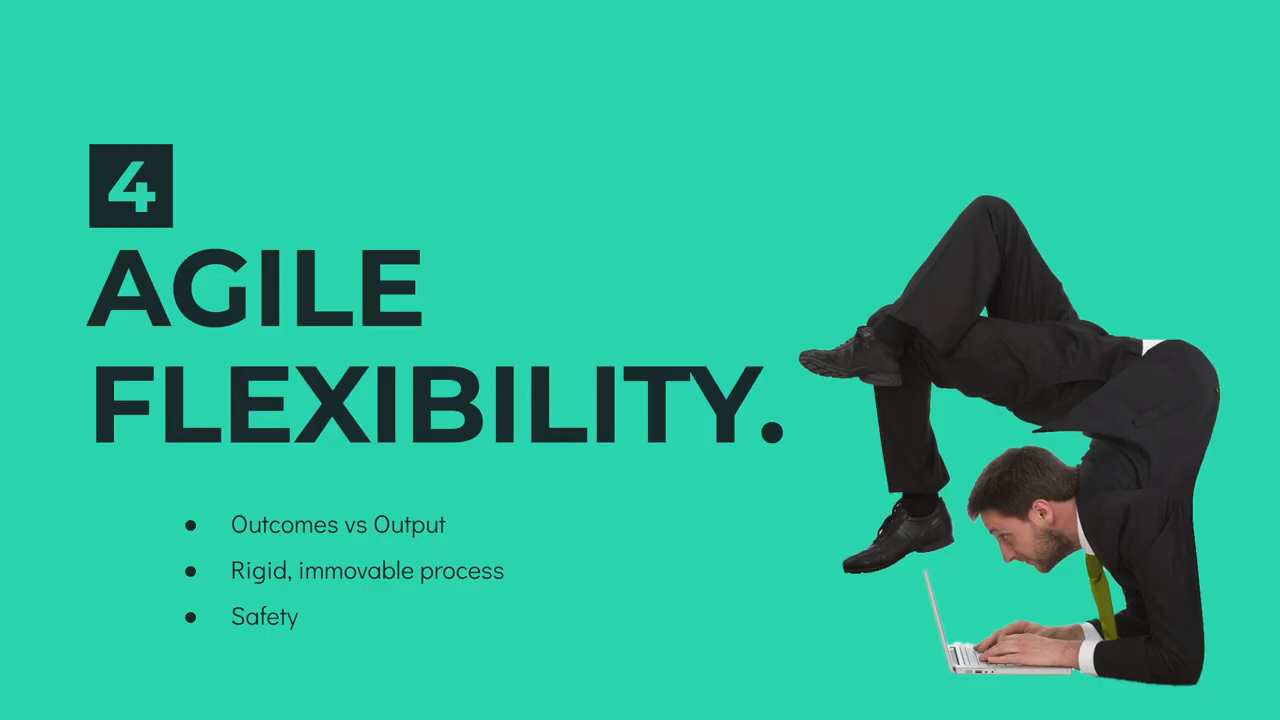 4
AGILE
FLEXIBILITY.
● Outcomes vs Output
● Rigid, immovable process
● Safety